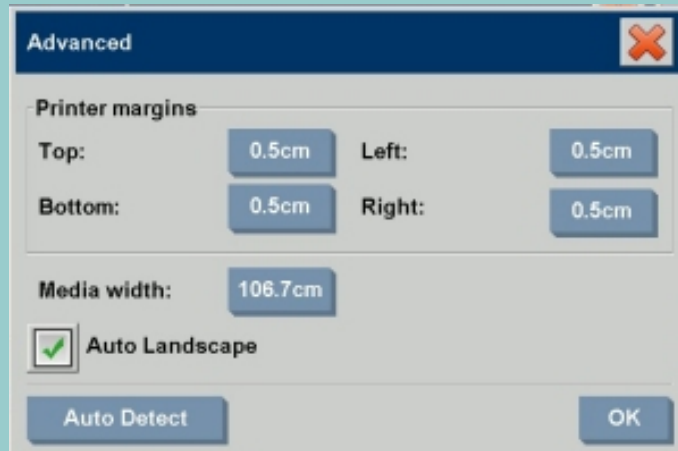 Advanced
Printer margins
Top: 0.5cm Left: 0.5cm
Bottom: 0.5cm Right: 0.5cm
Media width: 106.7cm
Auto Landscape
Auto Detect OK